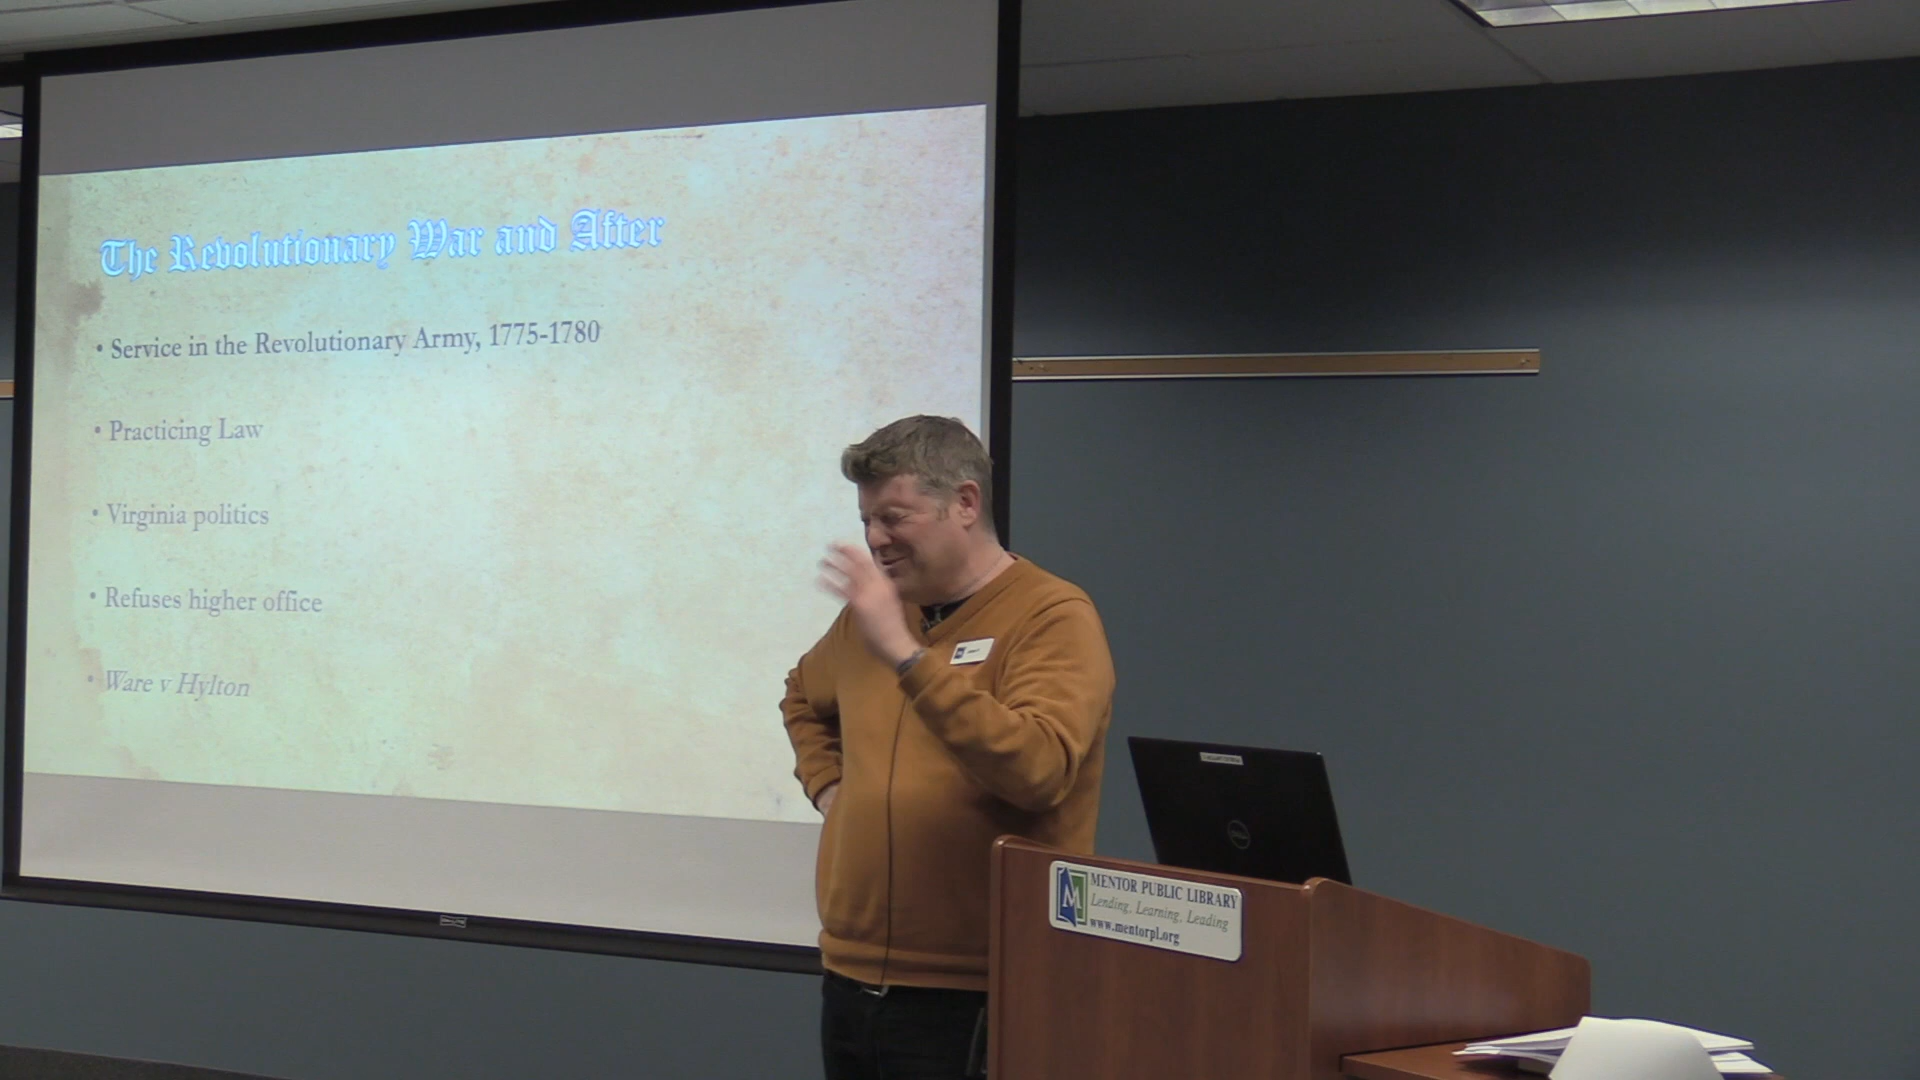 The Revolutionary War and After
• Service in the Revolutionary Army, 1775-1780
• Practicing Law
• Virginia politics
• Refuses higher office
• Ware v Hylton
DELL
MENTOR PUBLIC LIBRARY
Lending, Learning, Leading
www.mentorpl.org
M